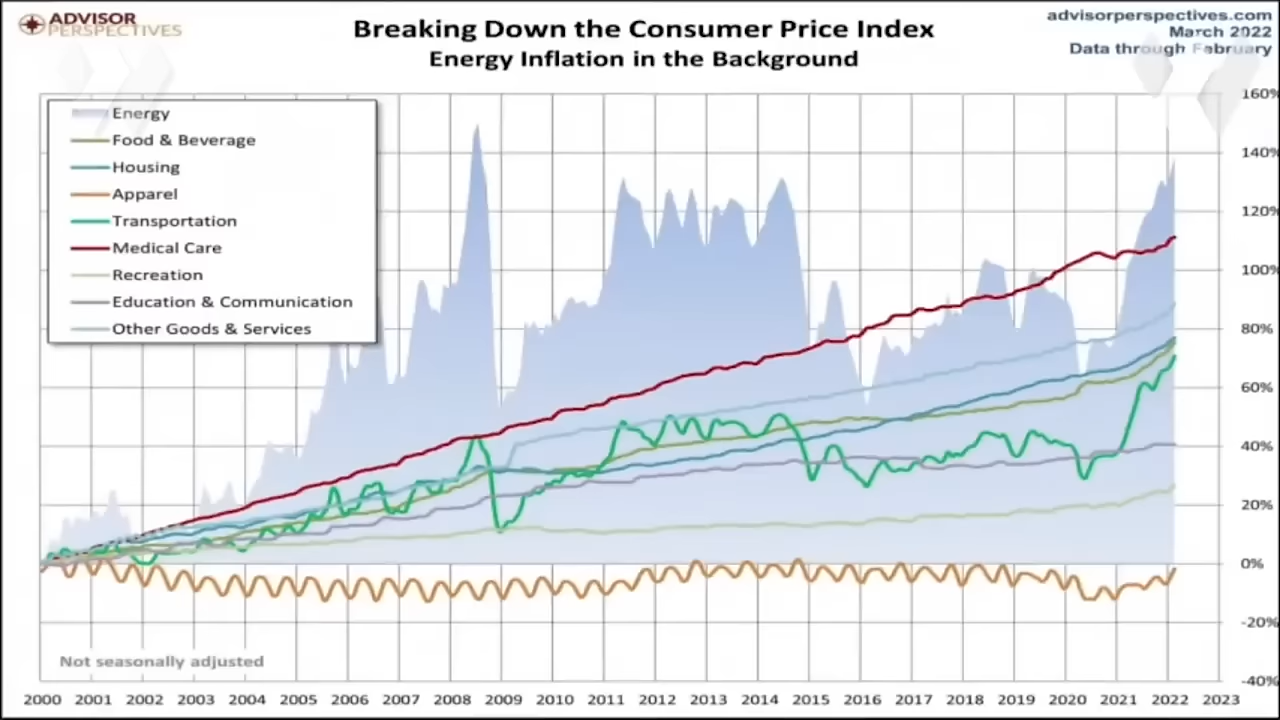 ADVISOR
PERSPECTIVES
Breaking Down the Consumer Price Index
Energy Inflation in the Background
advisorperspectives.com
March 2022
Data through February
Energy
Food & Beverage
Housing
Apparel
Transportation
Medical Care
Recreation
Education & Communication
Other Goods & Services
160%
140%
120%
100%
80%
60%
40%
20%
0%
-20%
-40%
Not seasonally adjusted
2000 2001 2002 2003 2004 2005 2006 2007 2008 2009 2010 2011 2012 2013 2014 2015 2016 2017 2018 2019 2020 2021 2022 2023